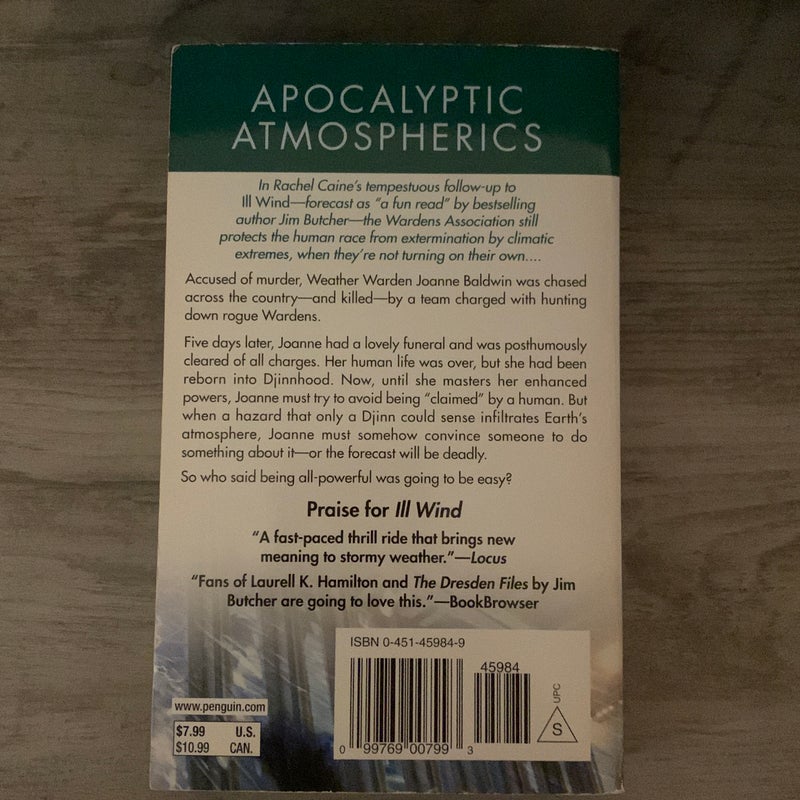 APOCALYPTIC
ATMOSPHERICS
In Rachel Caine's tempestuous follow-up to
Ill Wind—forecast as "a fun read" by bestselling
author Jim Butcher—the Wardens Association still
protects the human race from extermination by climatic
extremes, when they're not turning on their own....
Accused of murder, Weather Warden Joanne Baldwin was chased
across the country—and killed—by a team charged with hunting
down rogue Wardens.
Five days later, Joanne had a lovely funeral and was posthumously
cleared of all charges. Her human life was over, but she had been
reborn into Djinnhood. Now, until she masters her enhanced
powers, Joanne must try to avoid being "claimed" by a human. But
when a hazard that only a Djinn could sense infiltrates Earth's
atmosphere, Joanne must somehow convince someone to do
something about it—or the forecast will be deadly.
So who said being all-powerful was going to be easy?
Praise for Ill Wind
"A fast-paced thrill ride that brings new
meaning to stormy weather."—Locus
"Fans of Laurell K. Hamilton and The Dresden Files by Jim
Butcher are going to love this."—BookBrowser
ISBN 0-451-45984-9
45984
UPC
S
0 99769 00799 3
www.penguin.com
$7.99 U.S.
$10.99 CAN.